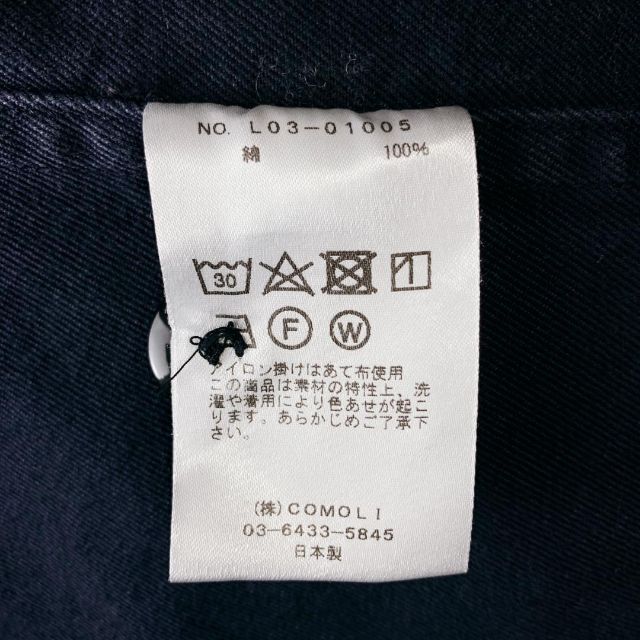 NO. L03-01005
綿 100%
30
F W
アイロン掛けはあて布使用
この商品は素材の特性上、洗
濯や着用により色あせが起こ
ります。あらかじめご了承下
さい。
(株)COMOLI
03-6433-5845
日本製